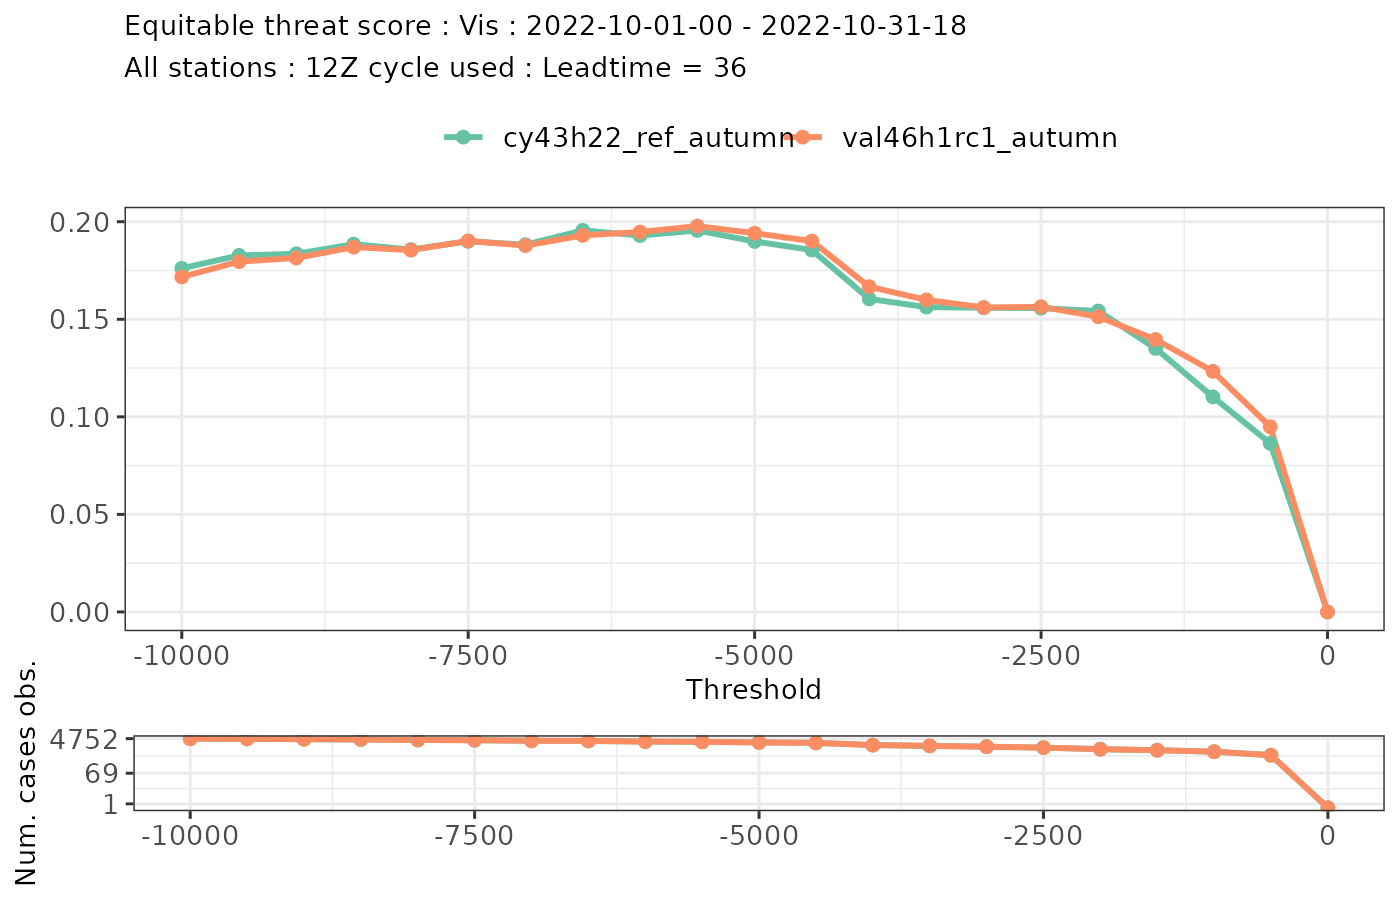 Equitable threat score : Vis : 2022-10-01-00 - 2022-10-31-18
All stations : 12Z cycle used : Leadtime = 36
cy43h22_ref_autumn val46h1rc1_autumn
0.20
0.15
0.10
0.05
0.00
-10000 -7500 -5000 -2500 0
Threshold
Num. cases obs.
4752
69
1
-10000 -7500 -5000 -2500 0